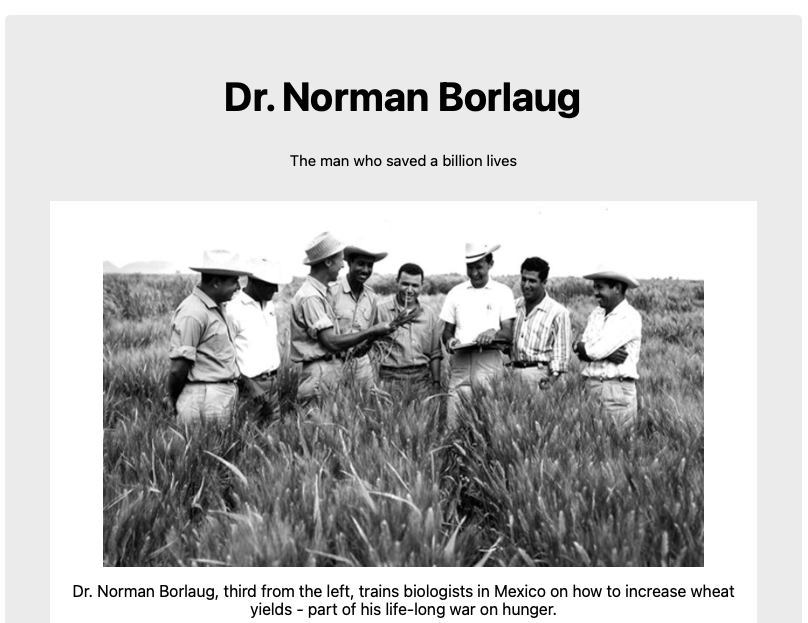 Dr. Norman Borlaug
The man who saved a billion lives
Dr. Norman Borlaug, third from the left, trains biologists in Mexico on how to increase wheat
yields - part of his life-long war on hunger.